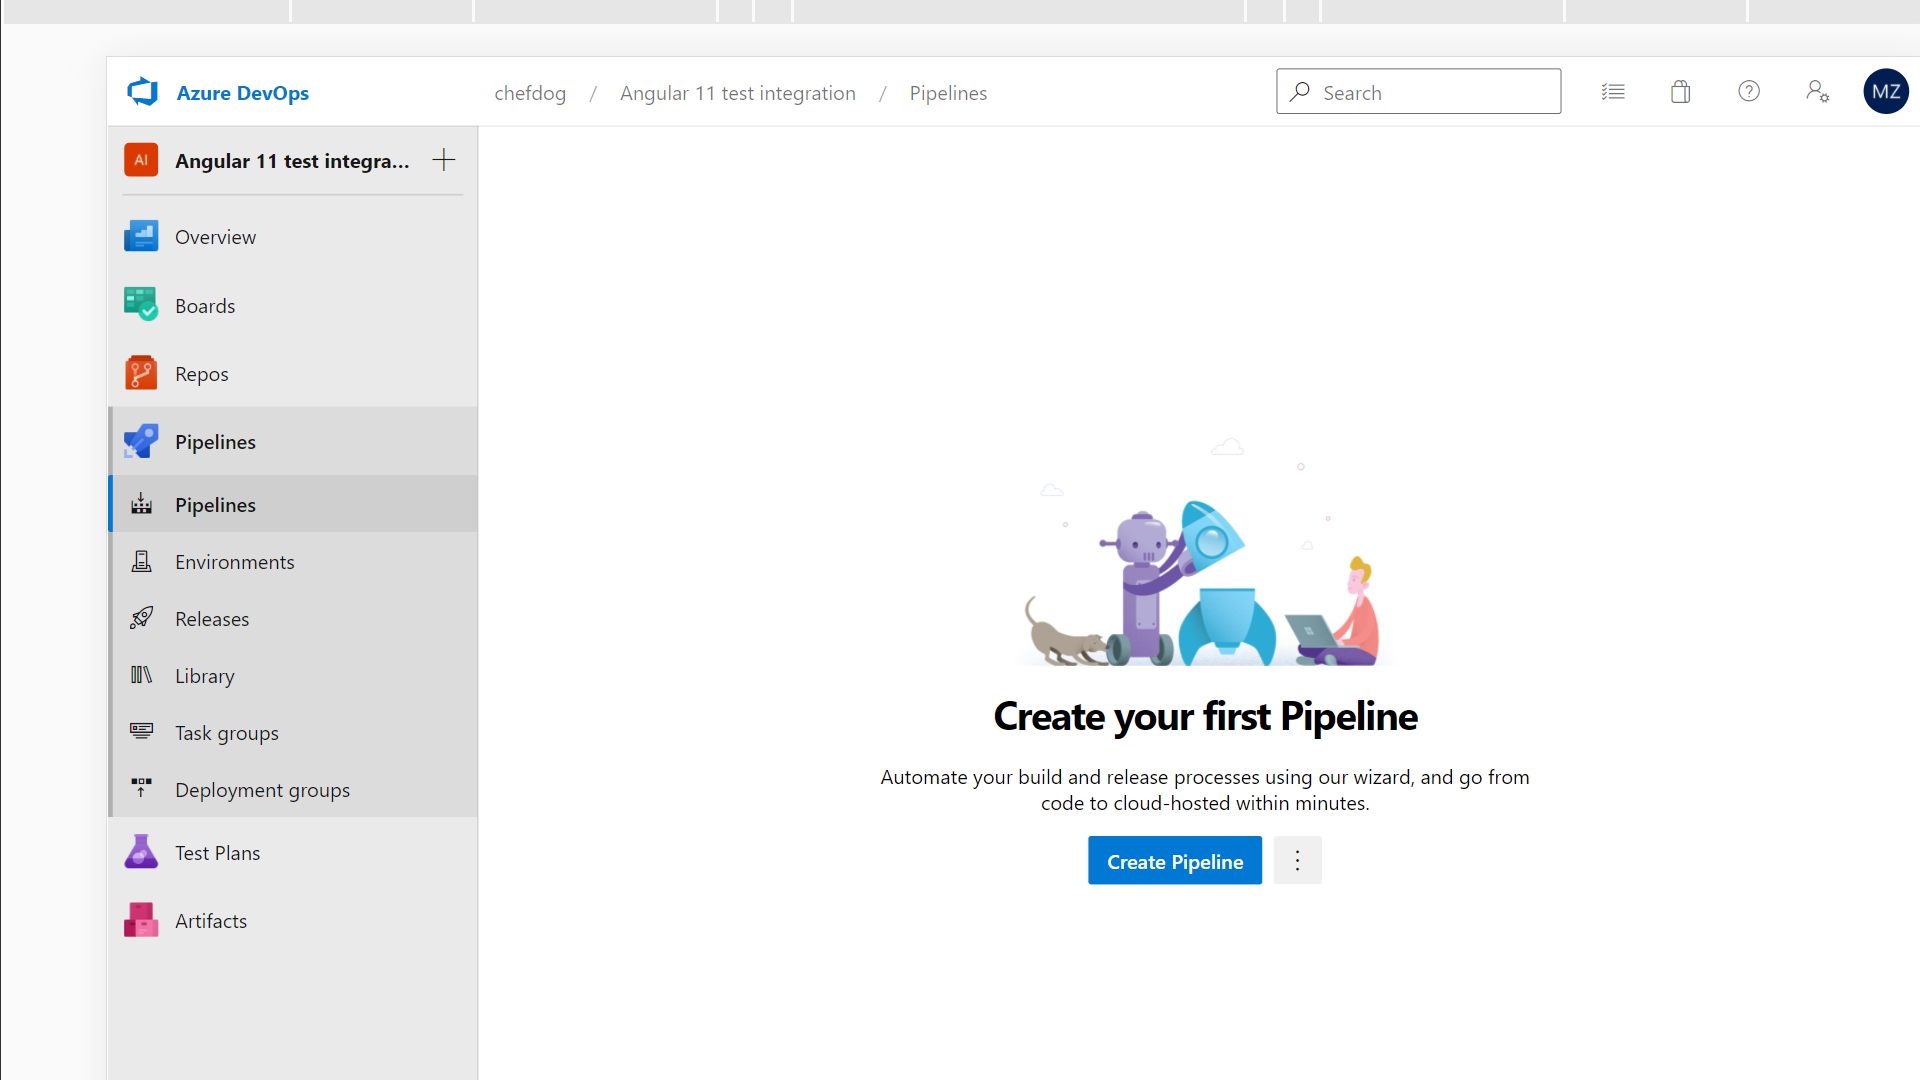 Azure DevOps
chefdog / Angular 11 test integration / Pipelines
Search
MZ
AI
Angular 11 test integra...
Overview
Boards
Repos
Pipelines
Pipelines
Environments
Releases
Library
Task groups
Deployment groups
Test Plans
Artifacts
Create your first Pipeline
Automate your build and release processes using our wizard, and go from
code to cloud-hosted within minutes.
Create Pipeline